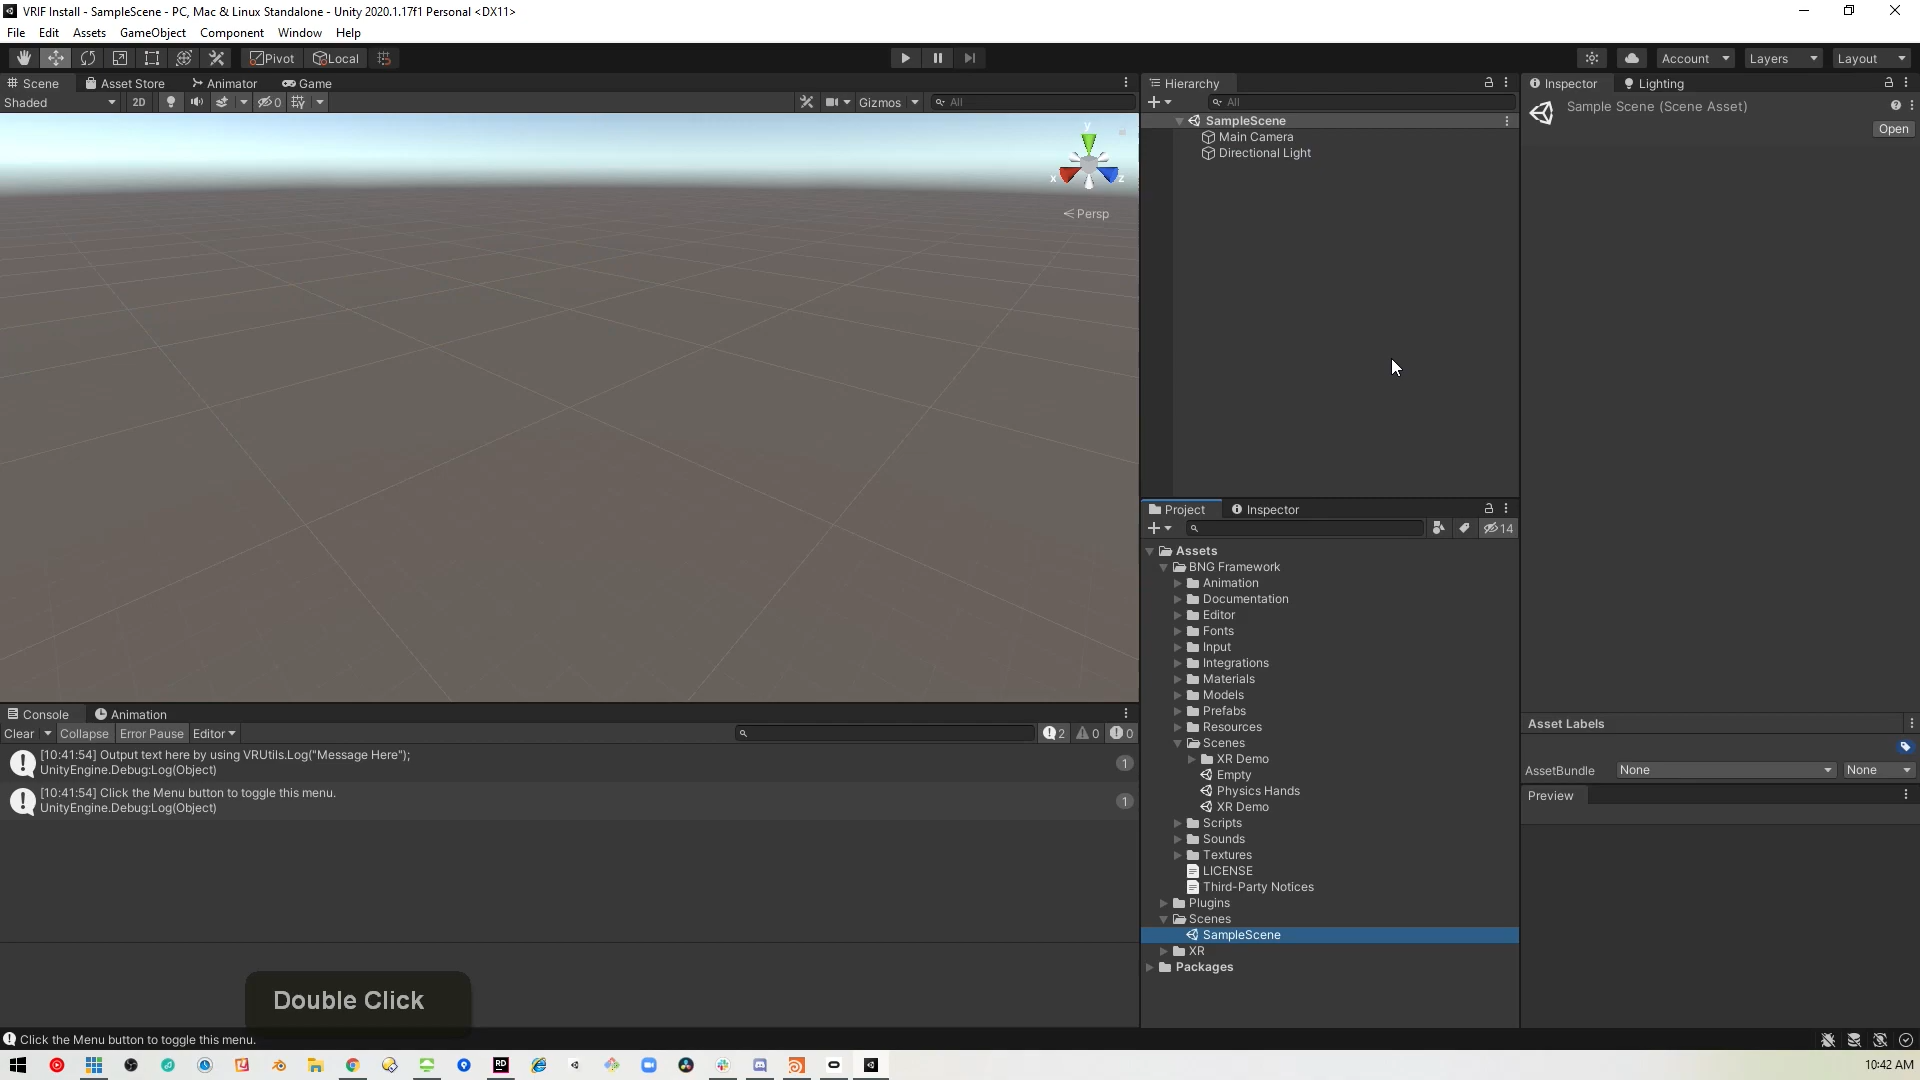 VRIF Install - SampleScene - PC, Mac & Linux Standalone - Unity 2020.1.17f1 Personal <DX11>
File Edit Assets GameObject Component Window Help
Pivot Local Account Layers Layout
Scene Asset Store Animator Game
Shaded 2D 0 Gizmos All
y
x z
Persp
Hierarchy
All
SampleScene
Main Camera
Directional Light
Inspector Lighting
Sample Scene (Scene Asset)
Open
Project Inspector
14
Assets
BNG Framework
Animation
Documentation
Editor
Fonts
Input
Integrations
Materials
Models
Prefabs
Resources
Scenes
XR Demo
Empty
Physics Hands
XR Demo
Scripts
Sounds
Textures
LICENSE
Third-Party Notices
Plugins
Scenes
SampleScene
XR
Packages
Asset Labels
AssetBundle None None
Preview
Console Animation
Clear Collapse Error Pause Editor 2 0 0
[10:41:54] Output text here by using VRUtils.Log("Message Here");
UnityEngine.Debug:Log(Object)
1
[10:41:54] Click the Menu button to toggle this menu.
UnityEngine.Debug:Log(Object)
1
Double Click
Click the Menu button to toggle this menu.
RD
10:42 AM